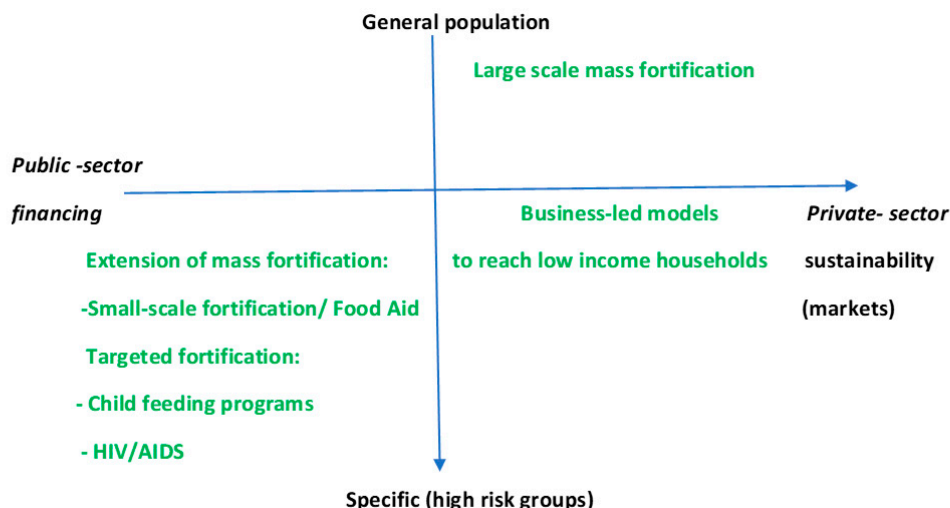 General population
Large scale mass fortification
Public -sector
financing
Business-led models
to reach low income households
Private- sector
sustainability
(markets)
Extension of mass fortification:
-Small-scale fortification/ Food Aid
Targeted fortification:
- Child feeding programs
- HIV/AIDS
Specific (high risk groups)